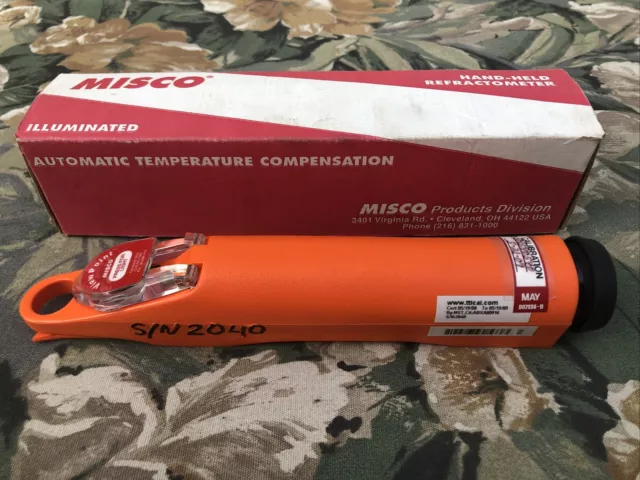 MISCO®
HAND-HELD
REFRACTOMETER
ILLUMINATED
AUTOMATIC TEMPERATURE COMPENSATION
MISCO Products Division
3401 Virginia Rd. • Cleveland, OH 44122 USA
Phone (216) 831-1000
S/N 2040
www.ttical.com
CALIBRATION
MAY